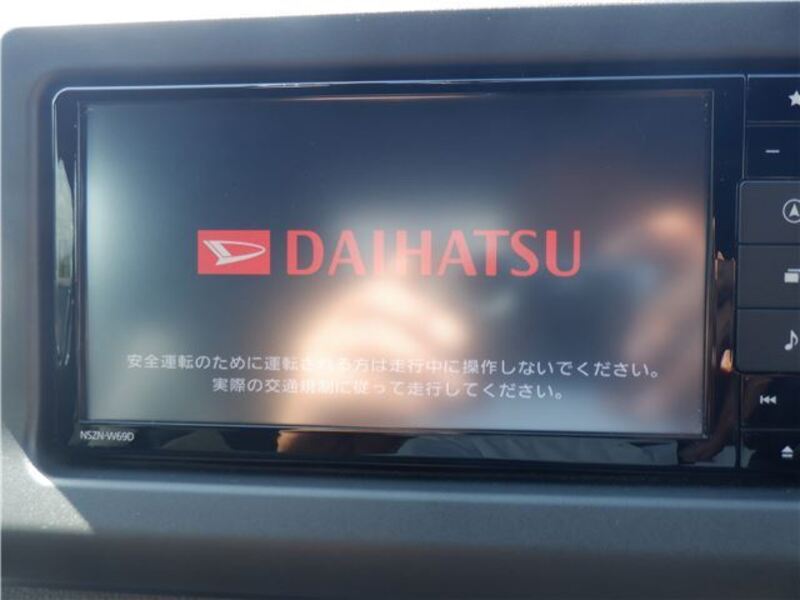 DAIHATSU
安全運転のために運転される方は走行中に操作しないでください。
実際の交通規制に従って走行してください。
NSZN-W69D